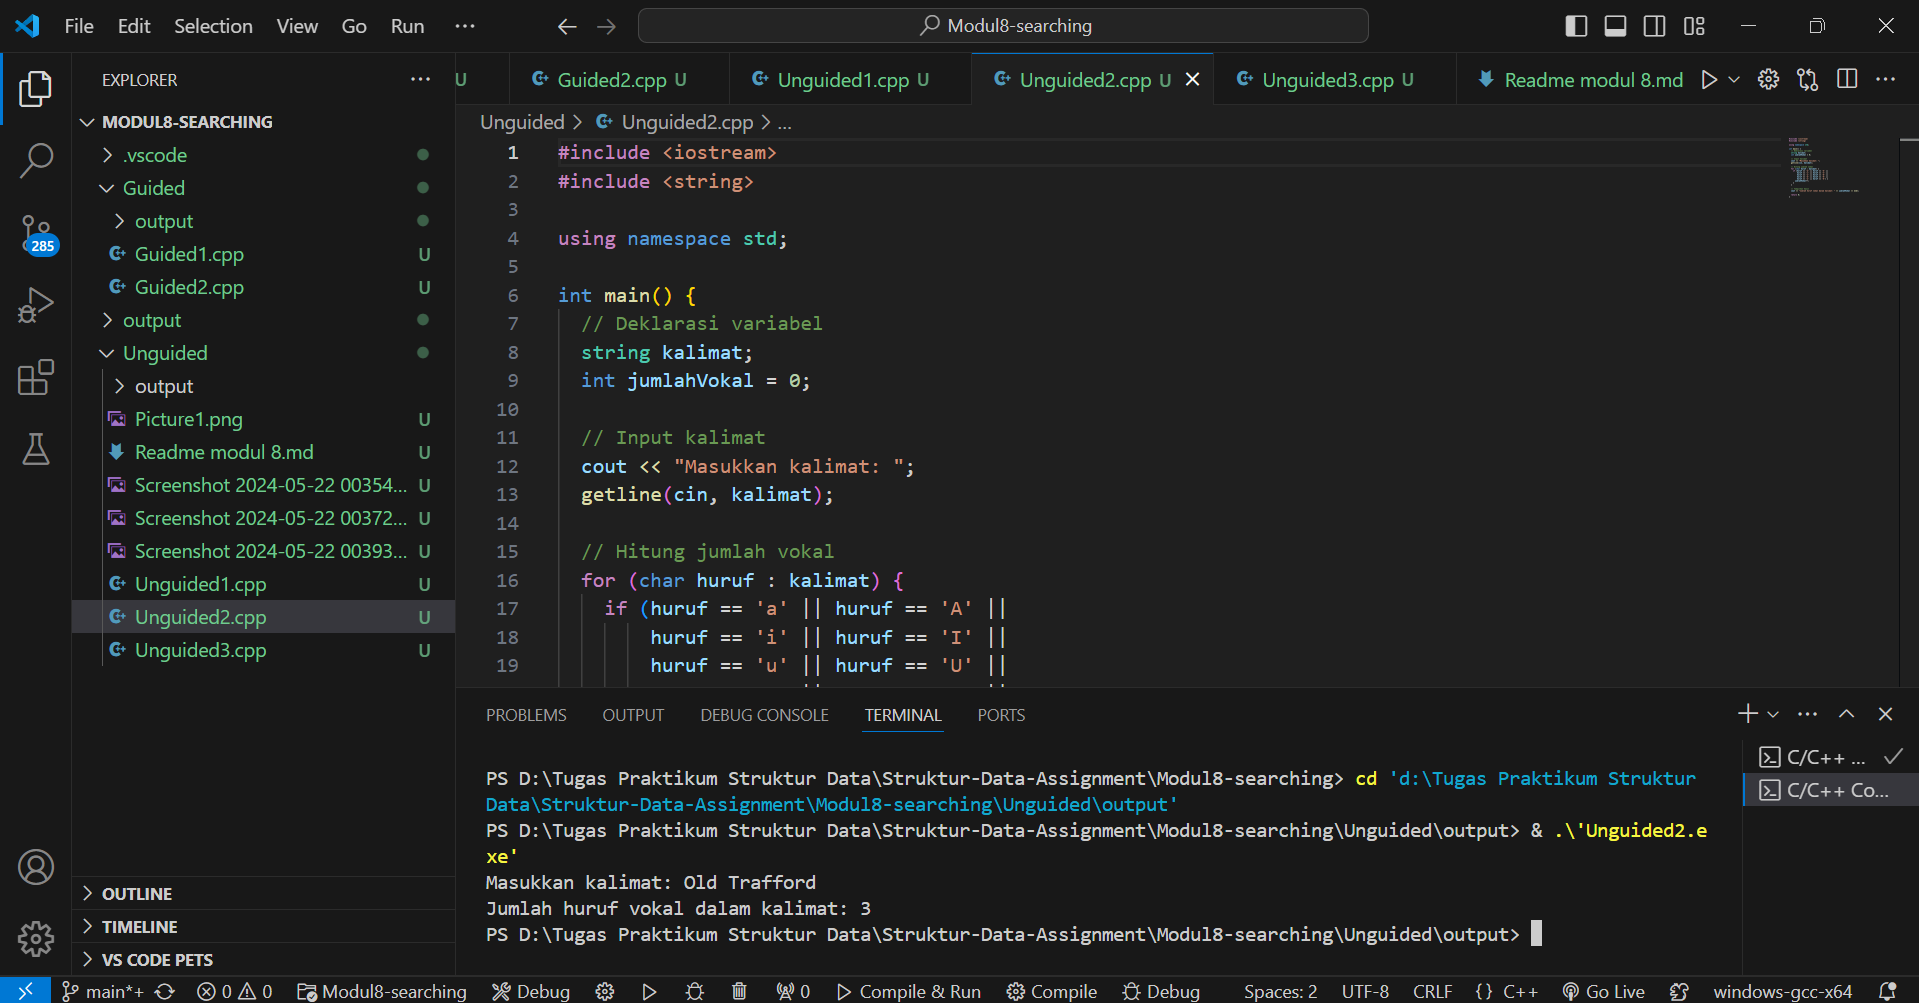 File Edit Selection View Go Run ···
Modul8-searching
EXPLORER ···
MODUL8-SEARCHING
.vscode
Guided
output
Guided1.cpp U
Guided2.cpp U
output
Unguided
output
Picture1.png U
Readme modul 8.md U
Screenshot 2024-05-22 00354... U
Screenshot 2024-05-22 00372... U
Screenshot 2024-05-22 00393... U
Unguided1.cpp U
Unguided2.cpp U
Unguided3.cpp U
OUTLINE
TIMELINE
VS CODE PETS
285
U Guided2.cpp U Unguided1.cpp U Unguided2.cpp U Unguided3.cpp U Readme modul 8.md
Unguided > Unguided2.cpp > ...
1 #include <iostream>
2 #include <string>
3
4 using namespace std;
5
6 int main() {
7 // Deklarasi variabel
8 string kalimat;
9 int jumlahVokal = 0;
10
11 // Input kalimat
12 cout << "Masukkan kalimat: ";
13 getline(cin, kalimat);
14
15 // Hitung jumlah vokal
16 for (char huruf : kalimat) {
17 if (huruf == 'a' || huruf == 'A' ||
18 huruf == 'i' || huruf == 'I' ||
19 huruf == 'u' || huruf == 'U' ||
PROBLEMS OUTPUT DEBUG CONSOLE TERMINAL PORTS
PS D:\Tugas Praktikum Struktur Data\Struktur-Data-Assignment\Modul8-searching> cd 'd:\Tugas Praktikum Struktur
Data\Struktur-Data-Assignment\Modul8-searching\Unguided\output'
PS D:\Tugas Praktikum Struktur Data\Struktur-Data-Assignment\Modul8-searching\Unguided\output> & .\'Unguided2.e
xe'
Masukkan kalimat: Old Trafford
Jumlah huruf vokal dalam kalimat: 3
PS D:\Tugas Praktikum Struktur Data\Struktur-Data-Assignment\Modul8-searching\Unguided\output>
C/C++ ...
C/C++ Co...
main*+ 0 0 Modul8-searching Debug 0 Compile & Run Compile Debug Spaces: 2 UTF-8 CRLF {} C++ Go Live windows-gcc-x64